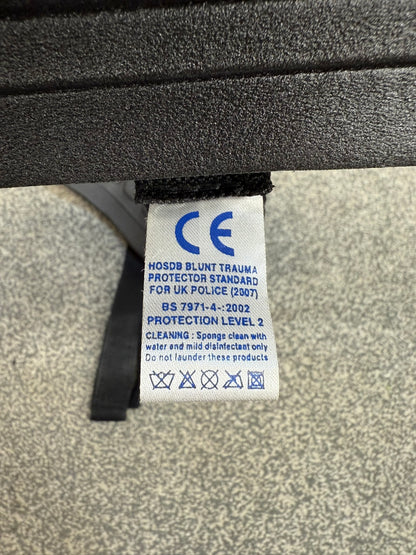 CE
HOSDB BLUNT TRAUMA
PROTECTOR STANDARD
FOR UK POLICE (2007)
BS 7971-4-:2002
PROTECTION LEVEL 2
CLEANING : Sponge clean with
water and mild disinfectant only
Do not launder these products